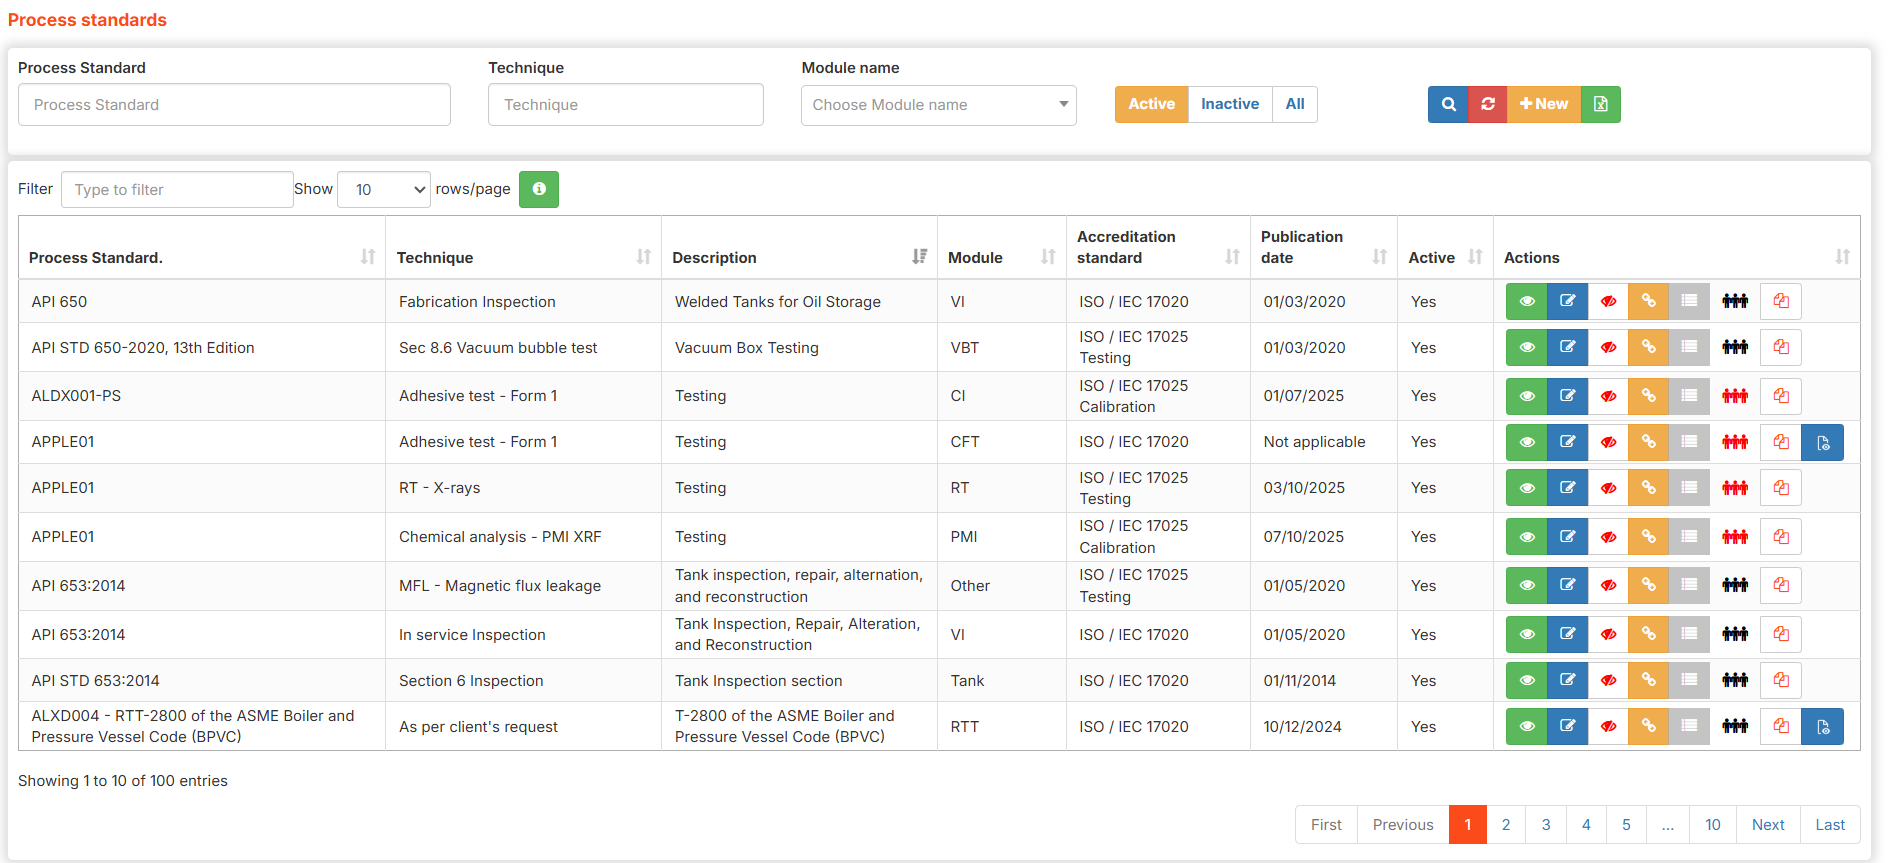 Process standards
Process Standard Technique Module name
Process Standard Technique Choose Module name Active Inactive All New
Filter Type to filter Show 10 rows/page
Process Standard. Technique Description Module Accreditation standard Publication date Active Actions
API 650 Fabrication Inspection Welded Tanks for Oil Storage VI ISO / IEC 17020 01/03/2020 Yes
API STD 650-2020, 13th Edition Sec 8.6 Vacuum bubble test Vacuum Box Testing VBT ISO / IEC 17025 Testing 01/03/2020 Yes
ALDX001-PS Adhesive test - Form 1 Testing CI ISO / IEC 17025 Calibration 01/07/2025 Yes
APPLE01 Adhesive test - Form 1 Testing CFT ISO / IEC 17020 Not applicable Yes
APPLE01 RT - X-rays Testing RT ISO / IEC 17025 Testing 03/10/2025 Yes
APPLE01 Chemical analysis - PMI XRF Testing PMI ISO / IEC 17025 Calibration 07/10/2025 Yes
API 653:2014 MFL - Magnetic flux leakage Tank inspection, repair, alternation, and reconstruction Other ISO / IEC 17025 Testing 01/05/2020 Yes
API 653:2014 In service Inspection Tank Inspection, Repair, Alteration, and Reconstruction VI ISO / IEC 17020 01/05/2020 Yes
API STD 653:2014 Section 6 Inspection Tank Inspection section Tank ISO / IEC 17020 01/11/2014 Yes
ALXD004 - RTT-2800 of the ASME Boiler and Pressure Vessel Code (BPVC) As per client's request T-2800 of the ASME Boiler and Pressure Vessel Code (BPVC) RTT ISO / IEC 17020 10/12/2024 Yes
Showing 1 to 10 of 100 entries
First Previous 1 2 3 4 5 ... 10 Next Last